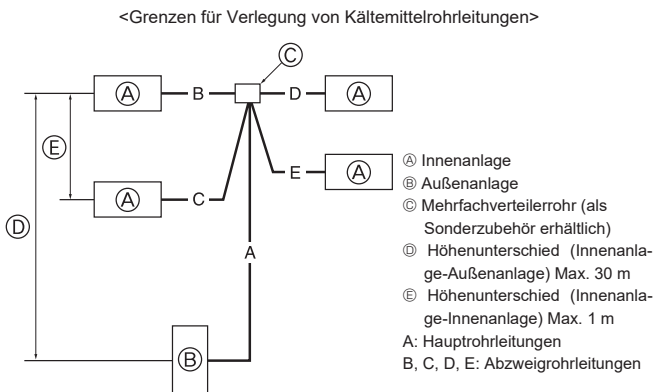 <Grenzen für Verlegung von Kältemittelrohrleitungen>
Ⓒ
Ⓐ B D Ⓐ
Ⓔ
Ⓐ C E Ⓐ
Ⓓ
A
Ⓑ
Ⓐ Innenanlage
Ⓑ Außenanlage
Ⓒ Mehrfachverteilerrohr (als
Sonderzubehör erhältlich)
Ⓓ Höhenunterschied (Innenanla-
ge-Außenanlage) Max. 30 m
Ⓔ Höhenunterschied (Innenanla-
ge-Innenanlage) Max. 1 m
A: Hauptrohrleitungen
B, C, D, E: Abzweigrohrleitungen